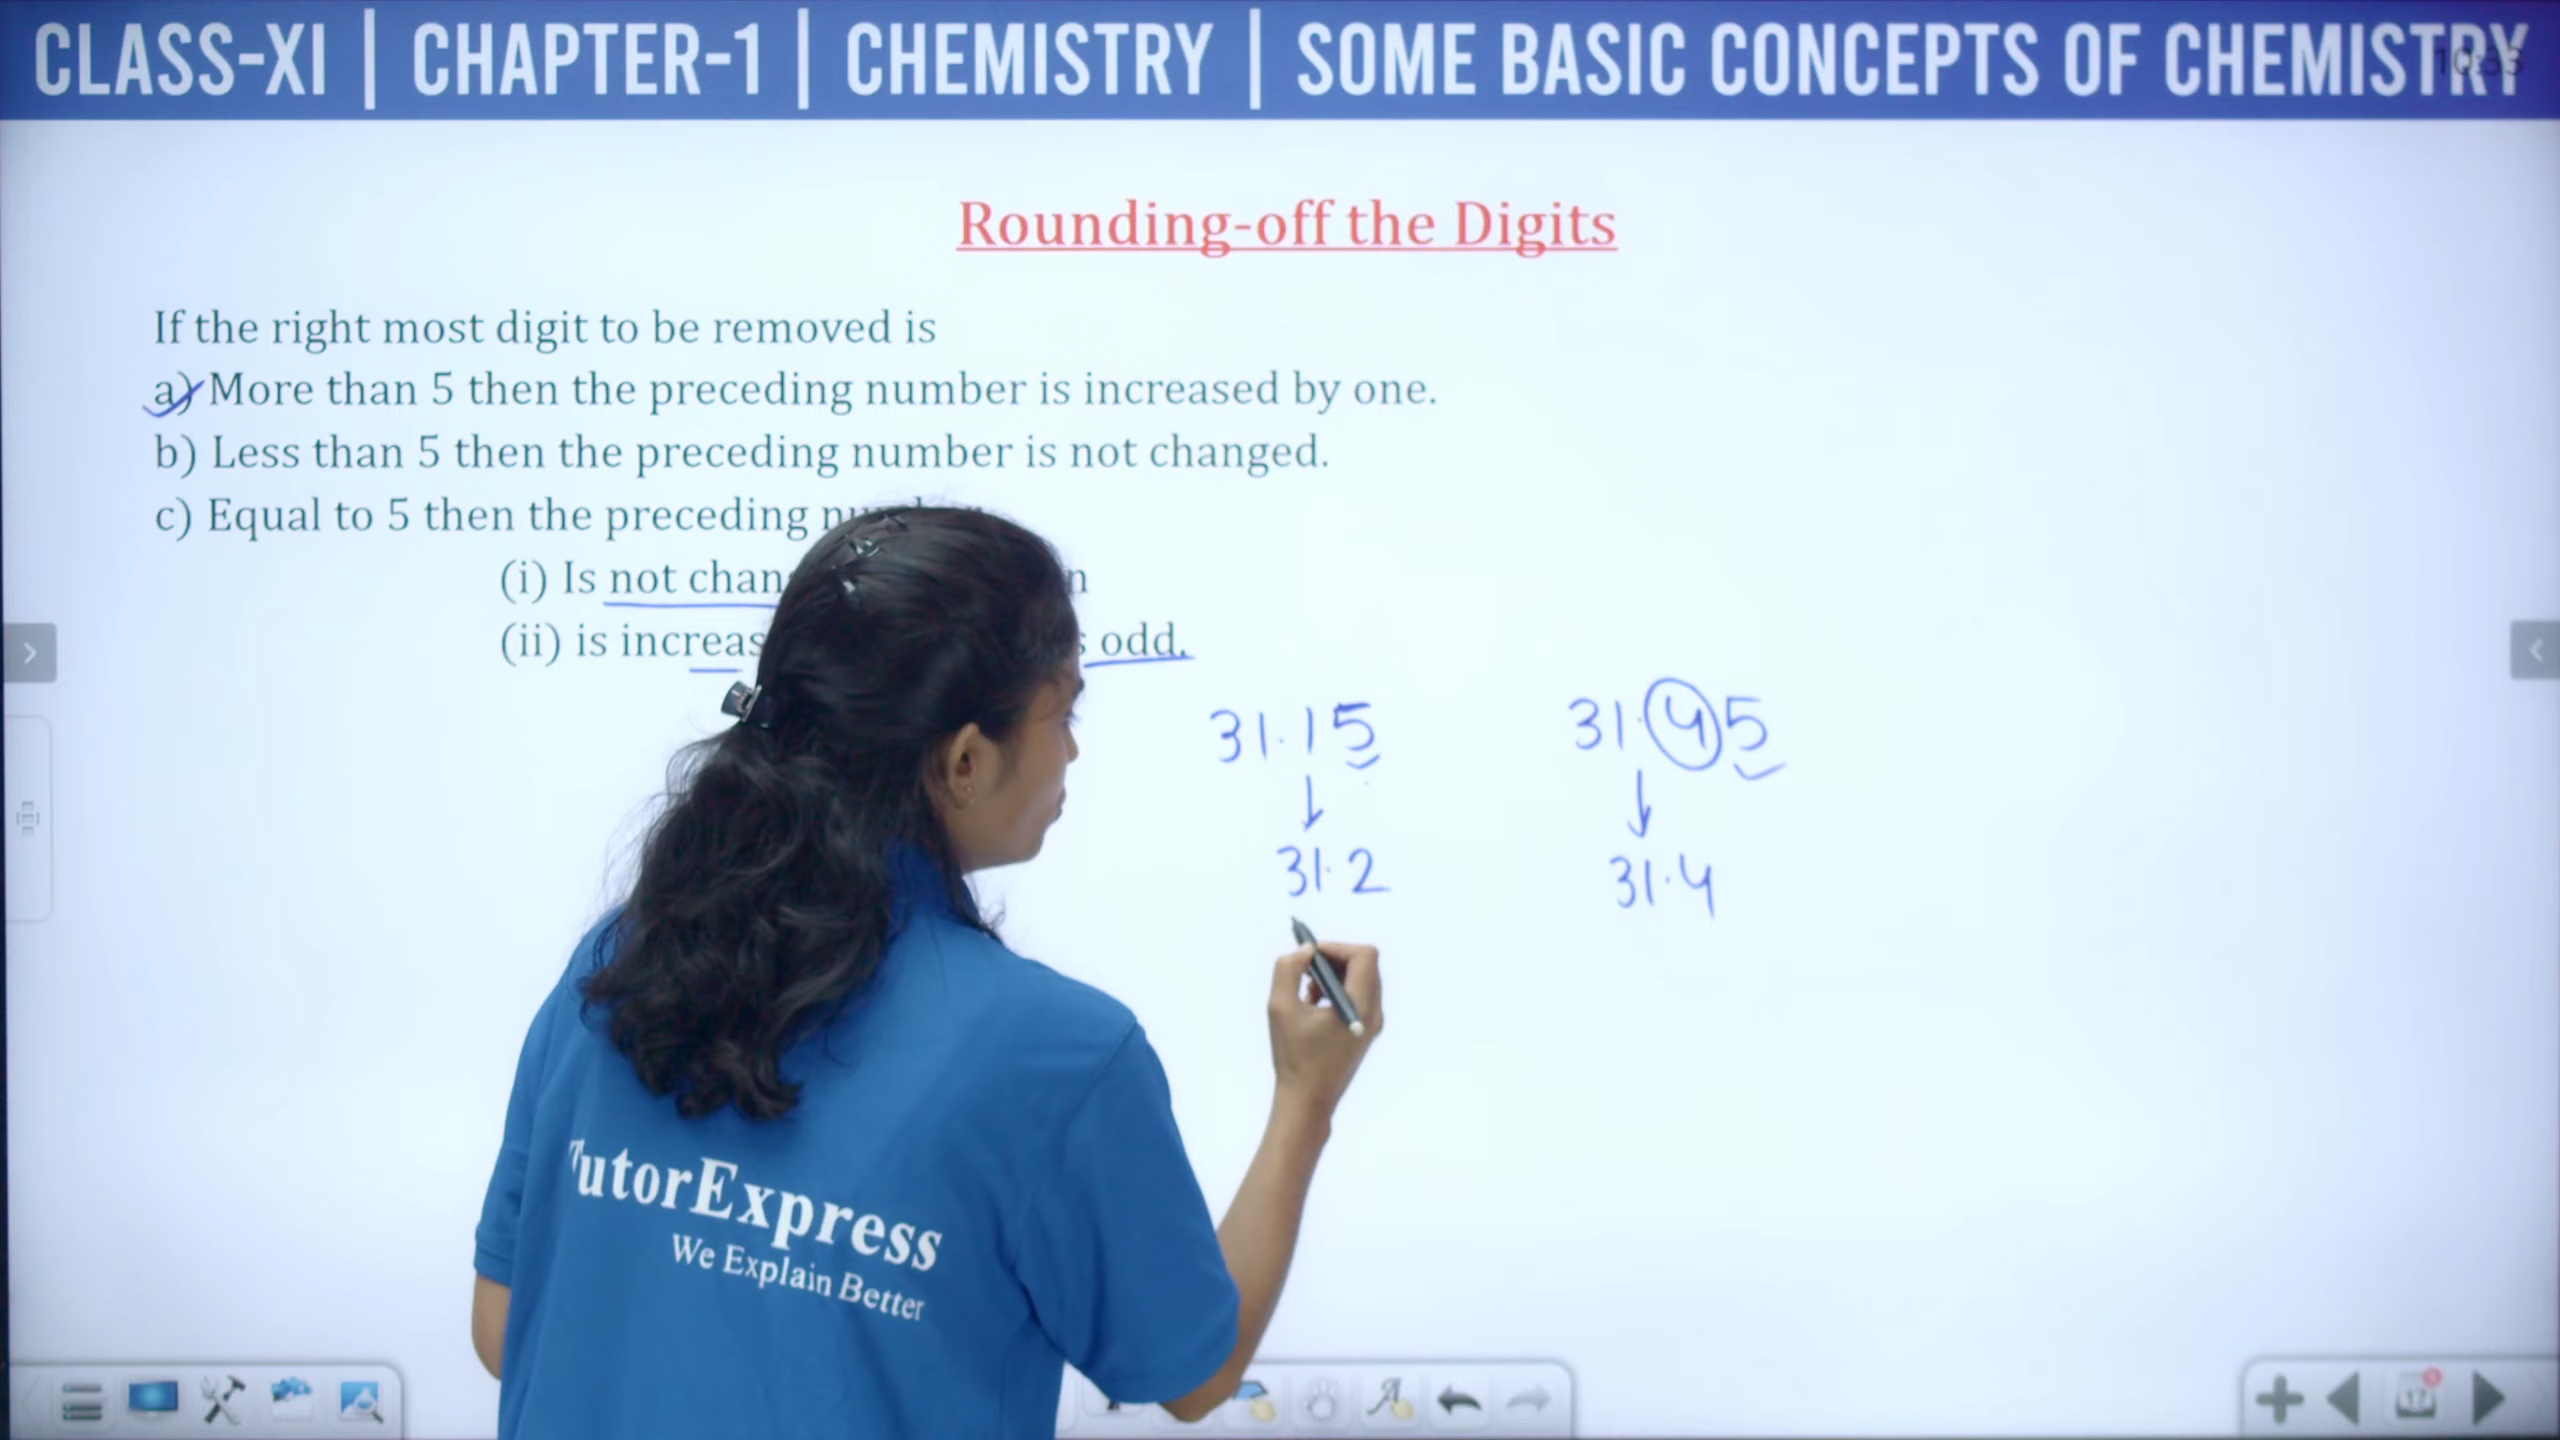 CLASS-XI | CHAPTER-1 | CHEMISTRY | SOME BASIC CONCEPTS OF CHEMISTRY
Rounding-off the Digits
If the right most digit to be removed is
a) More than 5 then the preceding number is increased by one.
b) Less than 5 then the preceding number is not changed.
c) Equal to 5 then the preceding
(i) Is not
(ii) is odd.
31.15 31.45
31.2 31.4
TutorExpress
We Explain Better